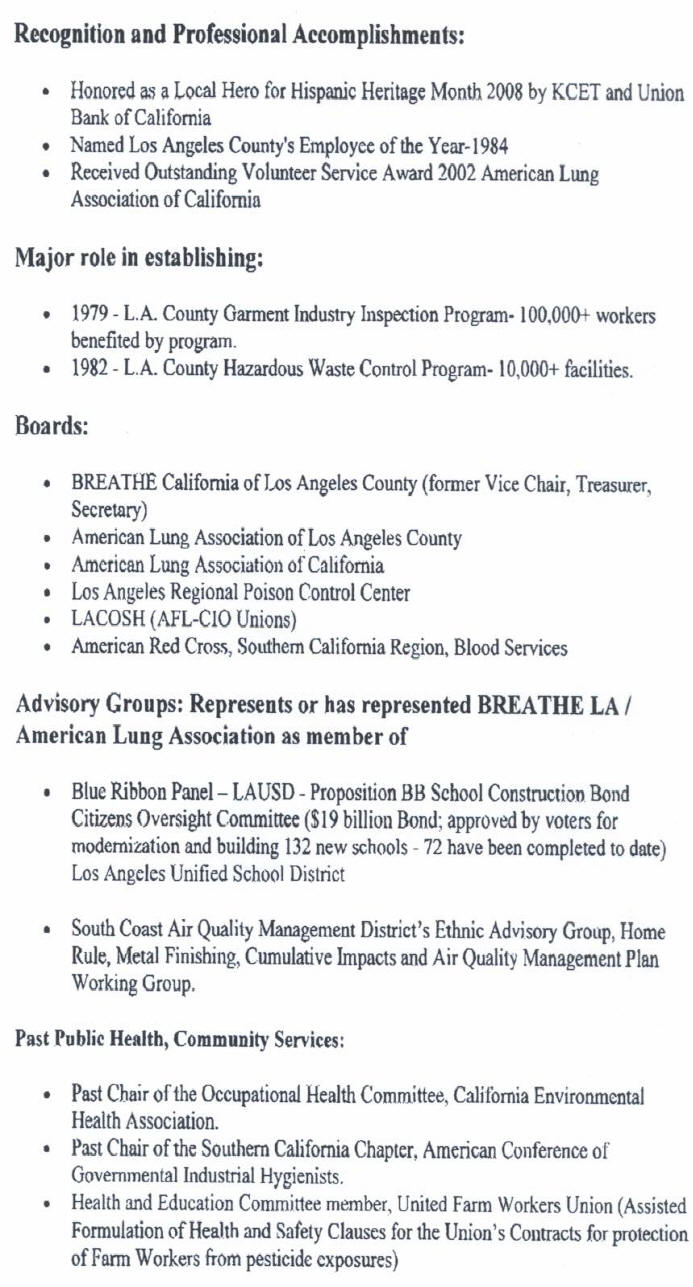 Recognition and Professional Accomplishments:
• Honored as a Local Hero for Hispanic Heritage Month 2008 by KCET and Union
Bank of California
• Named Los Angeles County's Employee of the Year-1984
• Received Outstanding Volunteer Service Award 2002 American Lung
Association of California
Major role in establishing:
• 1979 - L.A. County Garment Industry Inspection Program- 100,000+ workers
benefited by program.
• 1982 - L.A. County Hazardous Waste Control Program- 10,000+ facilities.
Boards:
• BREATHE California of Los Angeles County (former Vice Chair, Treasurer,
Secretary)
• American Lung Association of Los Angeles County
• American Lung Association of California
• Los Angeles Regional Poison Control Center
• LACOSH (AFL-CIO Unions)
• American Red Cross, Southern California Region, Blood Services
Advisory Groups: Represents or has represented BREATHE LA /
American Lung Association as member of
• Blue Ribbon Panel – LAUSD - Proposition BB School Construction Bond
Citizens Oversight Committee ($19 billion Bond; approved by voters for
modernization and building 132 new schools - 72 have been completed to date)
Los Angeles Unified School District
• South Coast Air Quality Management District's Ethnic Advisory Group, Home
Rule, Metal Finishing, Cumulative Impacts and Air Quality Management Plan
Working Group.
Past Public Health, Community Services:
• Past Chair of the Occupational Health Committee, California Environmental
Health Association.
• Past Chair of the Southern California Chapter, American Conference of
Governmental Industrial Hygienists.
• Health and Education Committee member, United Farm Workers Union (Assisted
Formulation of Health and Safety Clauses for the Union's Contracts for protection
of Farm Workers from pesticide exposures)